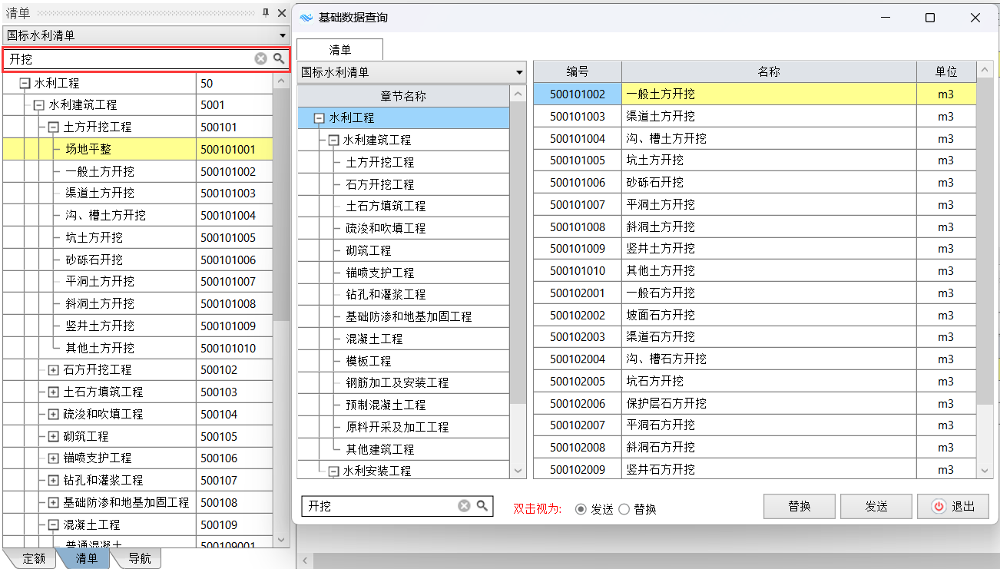 清单
国标水利清单
开挖
水利工程 50
水利建筑工程 5001
土方开挖工程 500101
场地平整 500101001
一般土方开挖 500101002
渠道土方开挖 500101003
沟、槽土方开挖 500101004
坑土方开挖 500101005
砂砾石开挖 500101006
平洞土方开挖 500101007
斜洞土方开挖 500101008
竖井土方开挖 500101009
其他土方开挖 500101010
石方开挖工程 500102
土石方填筑工程 500103
疏浚和吹填工程 500104
砌筑工程 500105
锚喷支护工程 500106
钻孔和灌浆工程 500107
基础防渗和地基加固工程 500108
混凝土工程 500109
普通混凝土 500109001
定额 清单 导航
基础数据查询
清单
国标水利清单
章节名称
水利工程
水利建筑工程
土方开挖工程
石方开挖工程
土石方填筑工程
疏浚和吹填工程
砌筑工程
锚喷支护工程
钻孔和灌浆工程
基础防渗和地基加固工程
混凝土工程
模板工程
钢筋加工及安装工程
预制混凝土工程
原料开采及加工工程
其他建筑工程
水利安装工程
编号 名称 单位
500101002 一般土方开挖 m3
500101003 渠道土方开挖 m3
500101004 沟、槽土方开挖 m3
500101005 坑土方开挖 m3
500101006 砂砾石开挖 m3
500101007 平洞土方开挖 m3
500101008 斜洞土方开挖 m3
500101009 竖井土方开挖 m3
500101010 其他土方开挖 m3
500102001 一般石方开挖 m3
500102002 坡面石方开挖 m3
500102003 渠道石方开挖 m3
500102004 沟、槽石方开挖 m3
500102005 坑石方开挖 m3
500102006 保护层石方开挖 m3
500102007 平洞石方开挖 m3
500102008 斜洞石方开挖 m3
500102009 竖井石方开挖 m3
开挖 双击视为: 发送 替换 替换 发送 退出